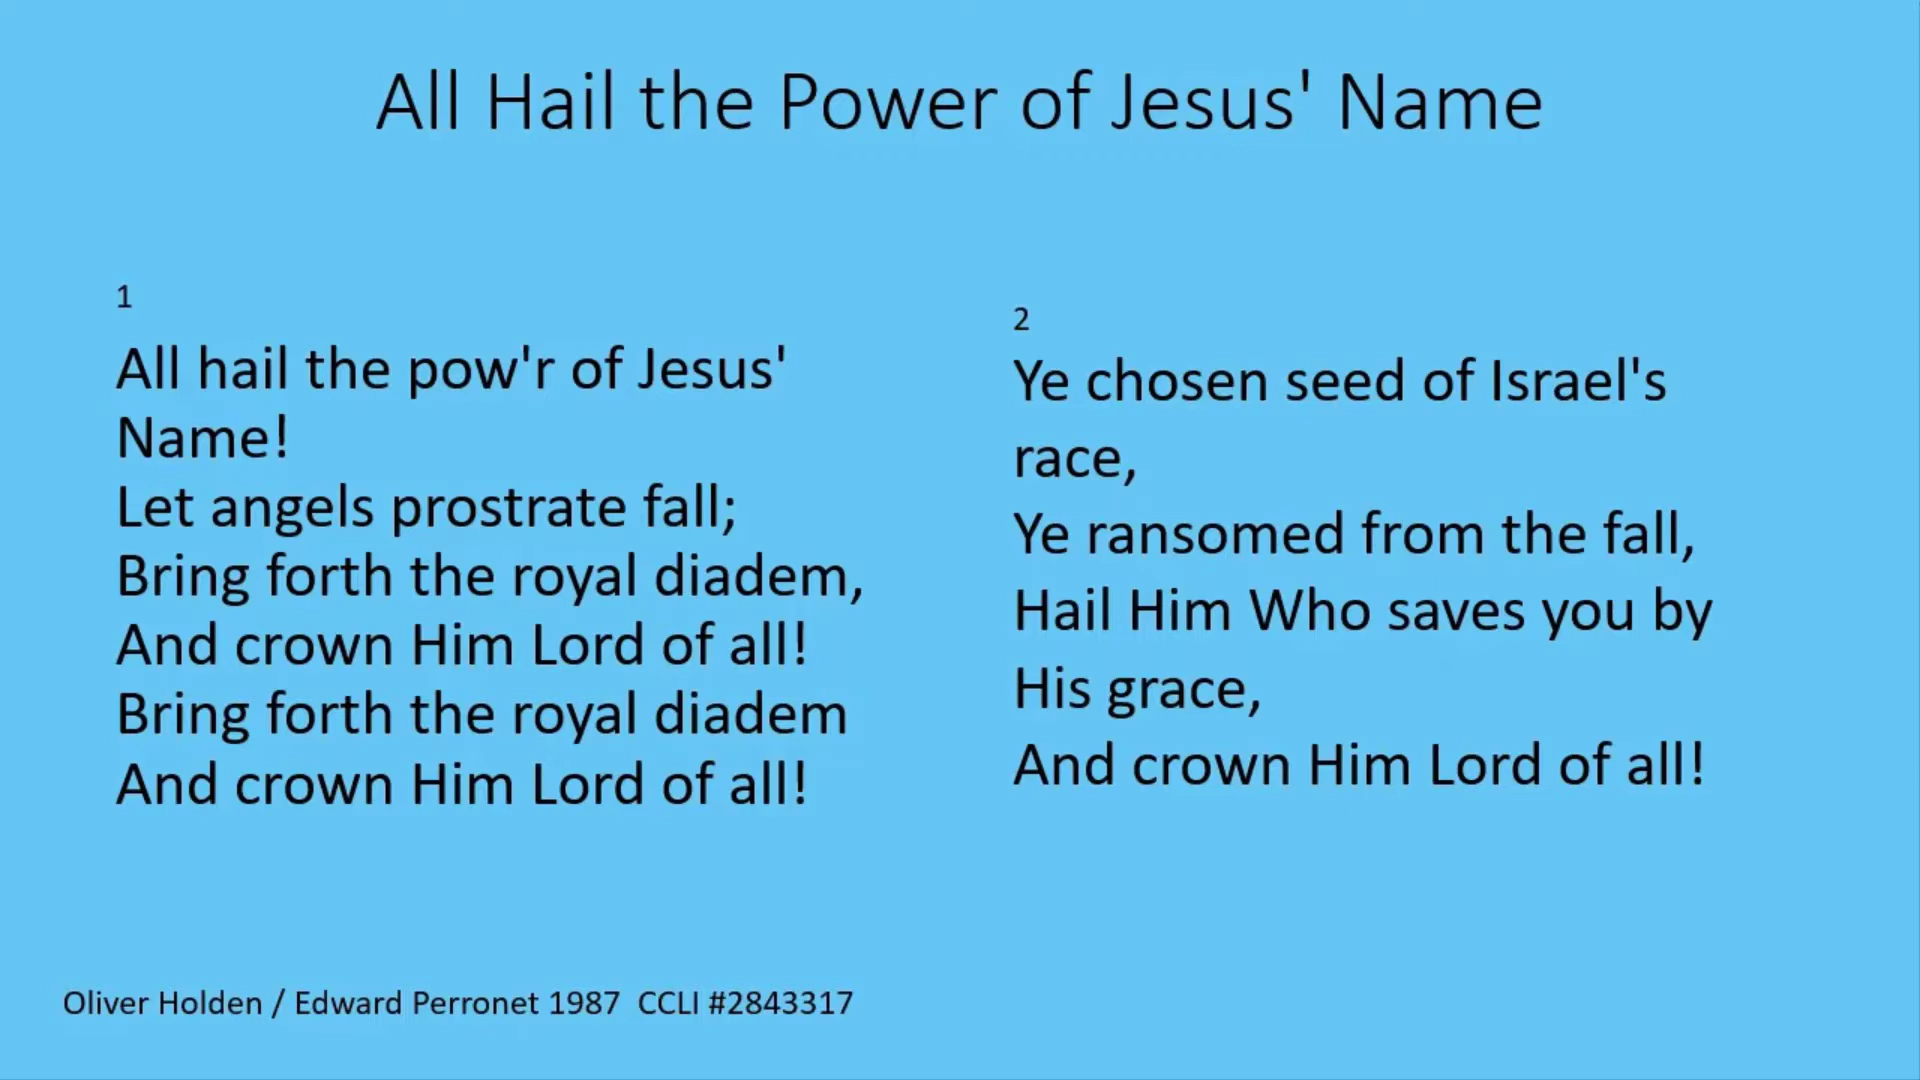 All Hail the Power of Jesus' Name
1
All hail the pow'r of Jesus'
Name!
Let angels prostrate fall;
Bring forth the royal diadem,
And crown Him Lord of all!
Bring forth the royal diadem
And crown Him Lord of all!
2
Ye chosen seed of Israel's
race,
Ye ransomed from the fall,
Hail Him Who saves you by
His grace,
And crown Him Lord of all!
Oliver Holden / Edward Perronet 1987  CCLI #2843317